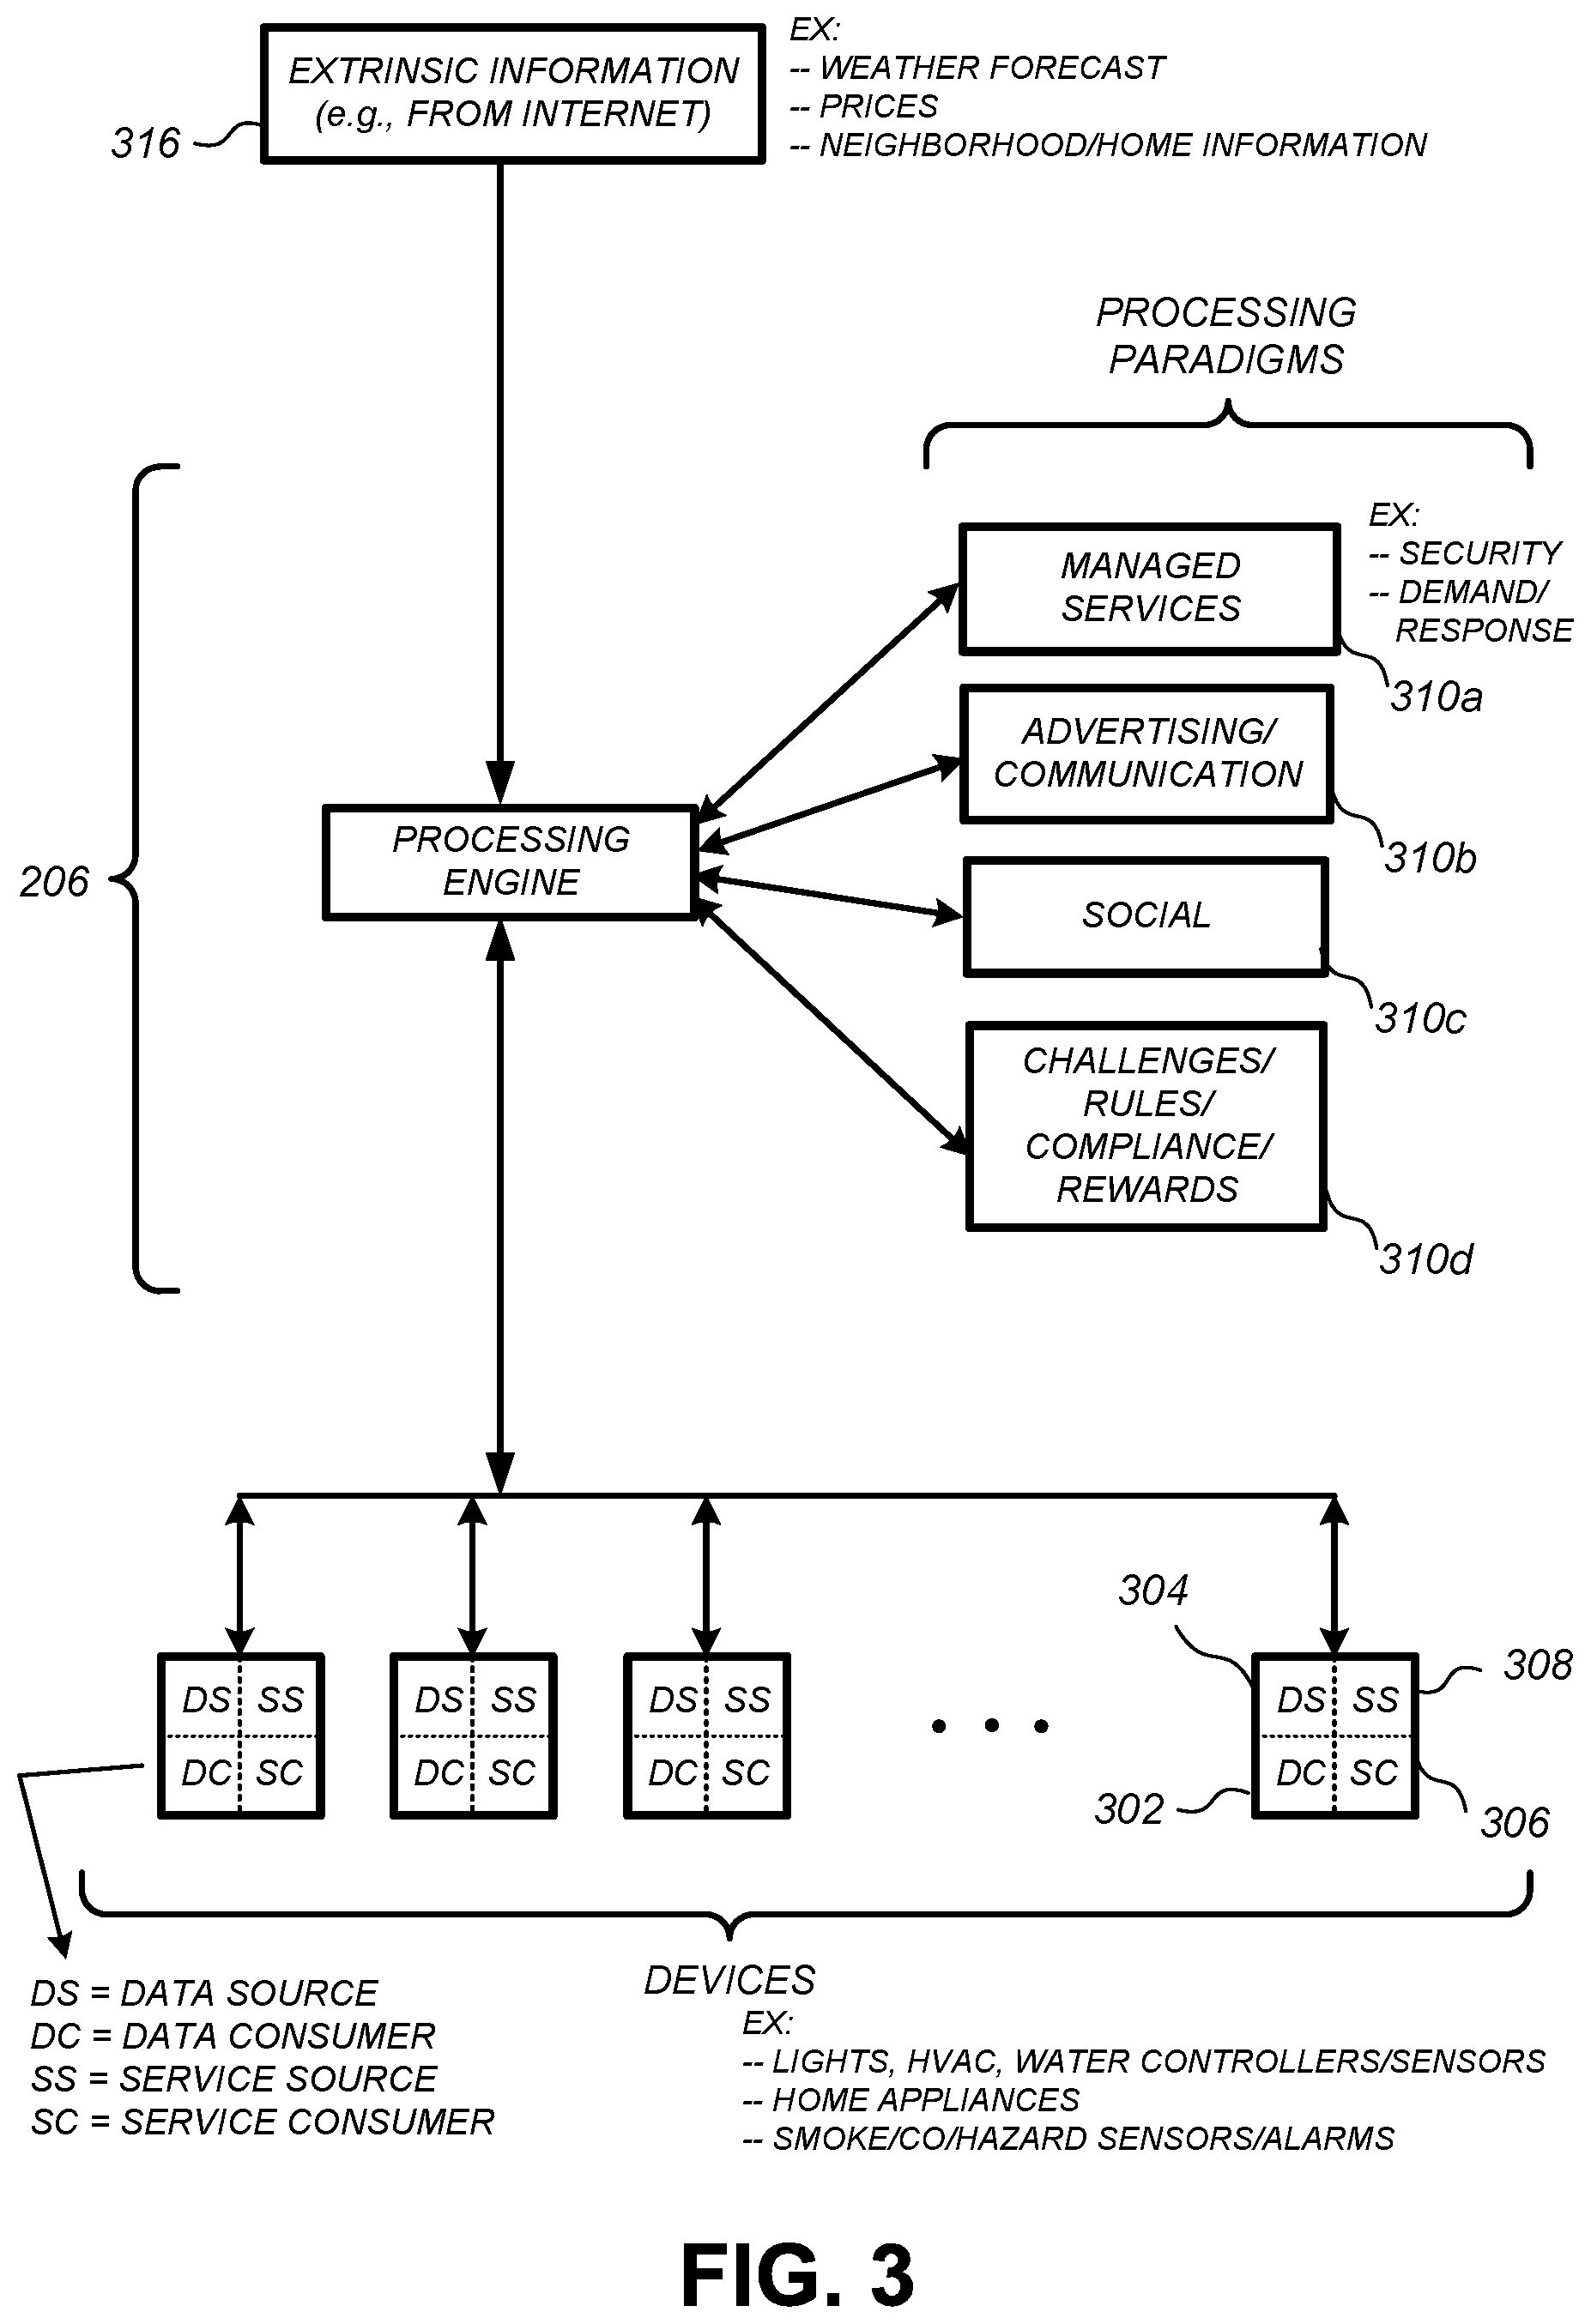 EXTRINSIC INFORMATION
(e.g., FROM INTERNET)
316
EX:
-- WEATHER FORECAST
-- PRICES
-- NEIGHBORHOOD/HOME INFORMATION
PROCESSING
PARADIGMS
206
PROCESSING
ENGINE
MANAGED
SERVICES
EX:
-- SECURITY
-- DEMAND/
RESPONSE
310a
ADVERTISING/
COMMUNICATION
310b
SOCIAL
310c
CHALLENGES/
RULES/
COMPLIANCE/
REWARDS
310d
DS SS
DC SC
DS SS
DC SC
DS SS
DC SC
304
DS SS
DC SC
308
302
306
DS = DATA SOURCE
DC = DATA CONSUMER
SS = SERVICE SOURCE
SC = SERVICE CONSUMER
DEVICES
EX:
-- LIGHTS, HVAC, WATER CONTROLLERS/SENSORS
-- HOME APPLIANCES
-- SMOKE/CO/HAZARD SENSORS/ALARMS
FIG. 3